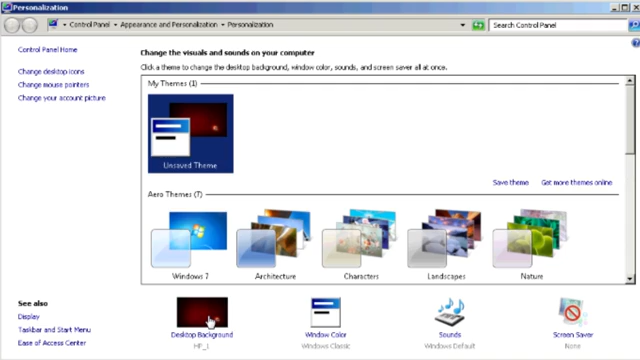 Personalization
Control Panel ▸ Appearance and Personalization ▸ Personalization
Search Control Panel
Control Panel Home
Change desktop icons
Change mouse pointers
Change your account picture
Change the visuals and sounds on your computer
Click a theme to change the desktop background, window color, sounds, and screen saver all at once.
My Themes (1)
Unsaved Theme
Save theme
Get more themes online
Aero Themes (7)
Windows 7
Architecture
Characters
Landscapes
Nature
See also
Display
Taskbar and Start Menu
Ease of Access Center
Desktop Background
HP_1
Window Color
Windows Classic
Sounds
Windows Default
Screen Saver
None